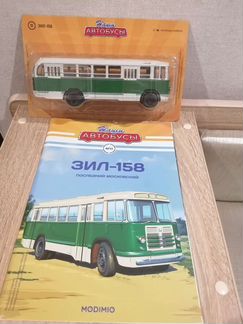 Наши
АВТОБУСЫ
ЗИЛ-158
Наши
АВТОБУСЫ
ЗИЛ-158
ПОСЛЕДНИЙ МОСКОВСКИЙ
MODIMIO